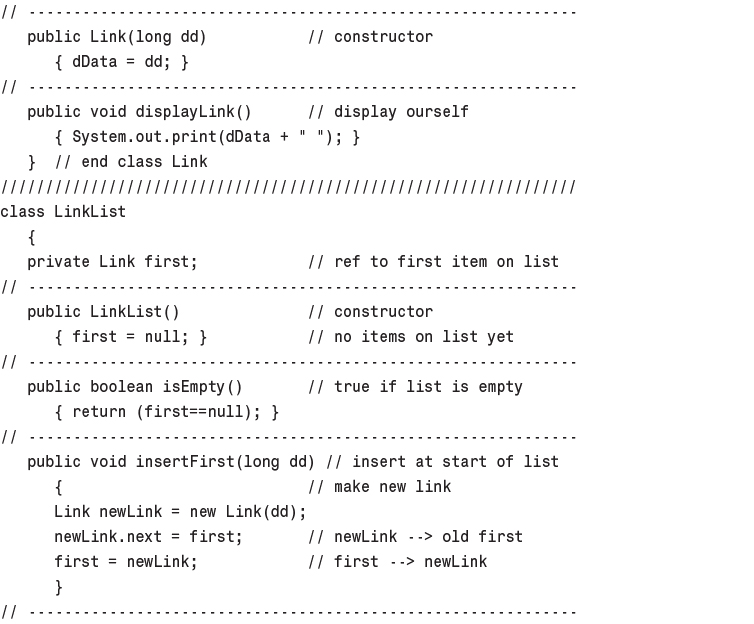 // -------------------------------------------------------------
   public Link(long dd)           // constructor
      { dData = dd; }
// -------------------------------------------------------------
   public void displayLink()      // display ourself
      { System.out.print(dData + " "); }
   }  // end class Link
////////////////////////////////////////////////////////////////
class LinkList
   {
   private Link first;            // ref to first item on list
// -------------------------------------------------------------
   public LinkList()              // constructor
      { first = null; }           // no items on list yet
// -------------------------------------------------------------
   public boolean isEmpty()       // true if list is empty
      { return (first==null); }
// -------------------------------------------------------------
   public void insertFirst(long dd) // insert at start of list
      {                           // make new link
      Link newLink = new Link(dd);
      newLink.next = first;       // newLink --> old first
      first = newLink;            // first --> newLink
      }
// -------------------------------------------------------------